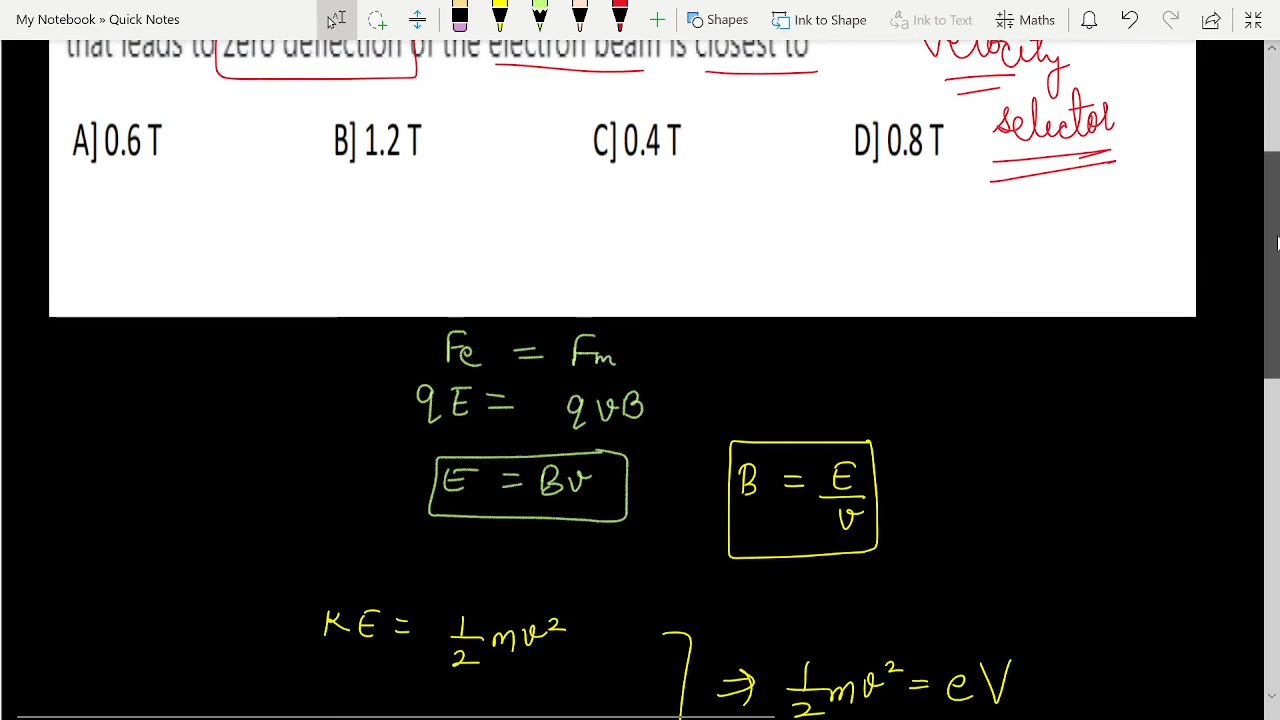 My Notebook » Quick Notes
Shapes
Ink to Shape
Ink to Text
Maths
that leads to zero deflection of the electron beam is closest to
velocity
selector
A] 0.6 T B] 1.2 T C] 0.4 T D] 0.8 T
Fe = Fm
qE = qvB
E = Bv
B = E/v
KE = 1/2 mv²
⇒ 1/2 mv² = eV